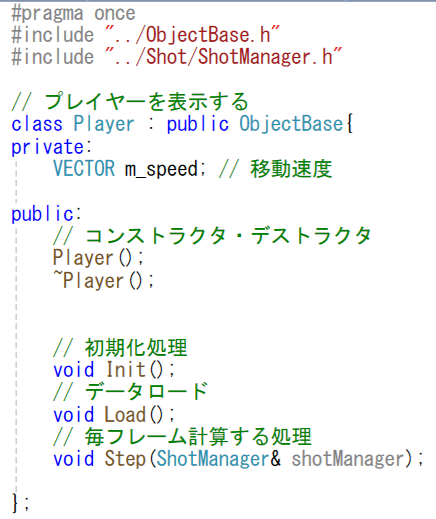 #pragma once
#include "../ObjectBase.h"
#include "../Shot/ShotManager.h"
// プレイヤーを表示する
class Player : public ObjectBase{
private:
VECTOR m_speed; // 移動速度
public:
// コンストラクタ・デストラクタ
Player();
~Player();
// 初期化処理
void Init();
// データロード
void Load();
// 毎フレーム計算する処理
void Step(ShotManager& shotManager);
};